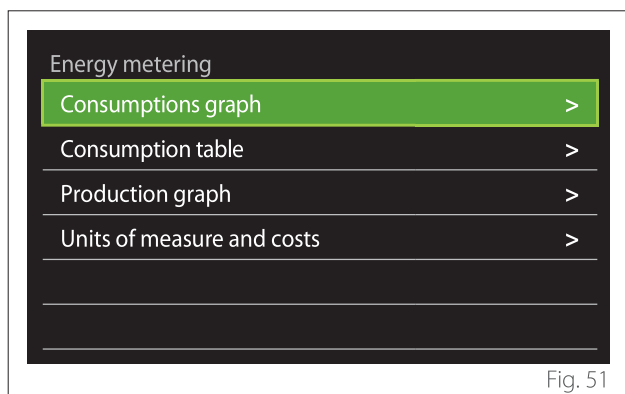 Energy metering
Consumptions graph >
Consumption table >
Production graph >
Units of measure and costs >
Fig. 51